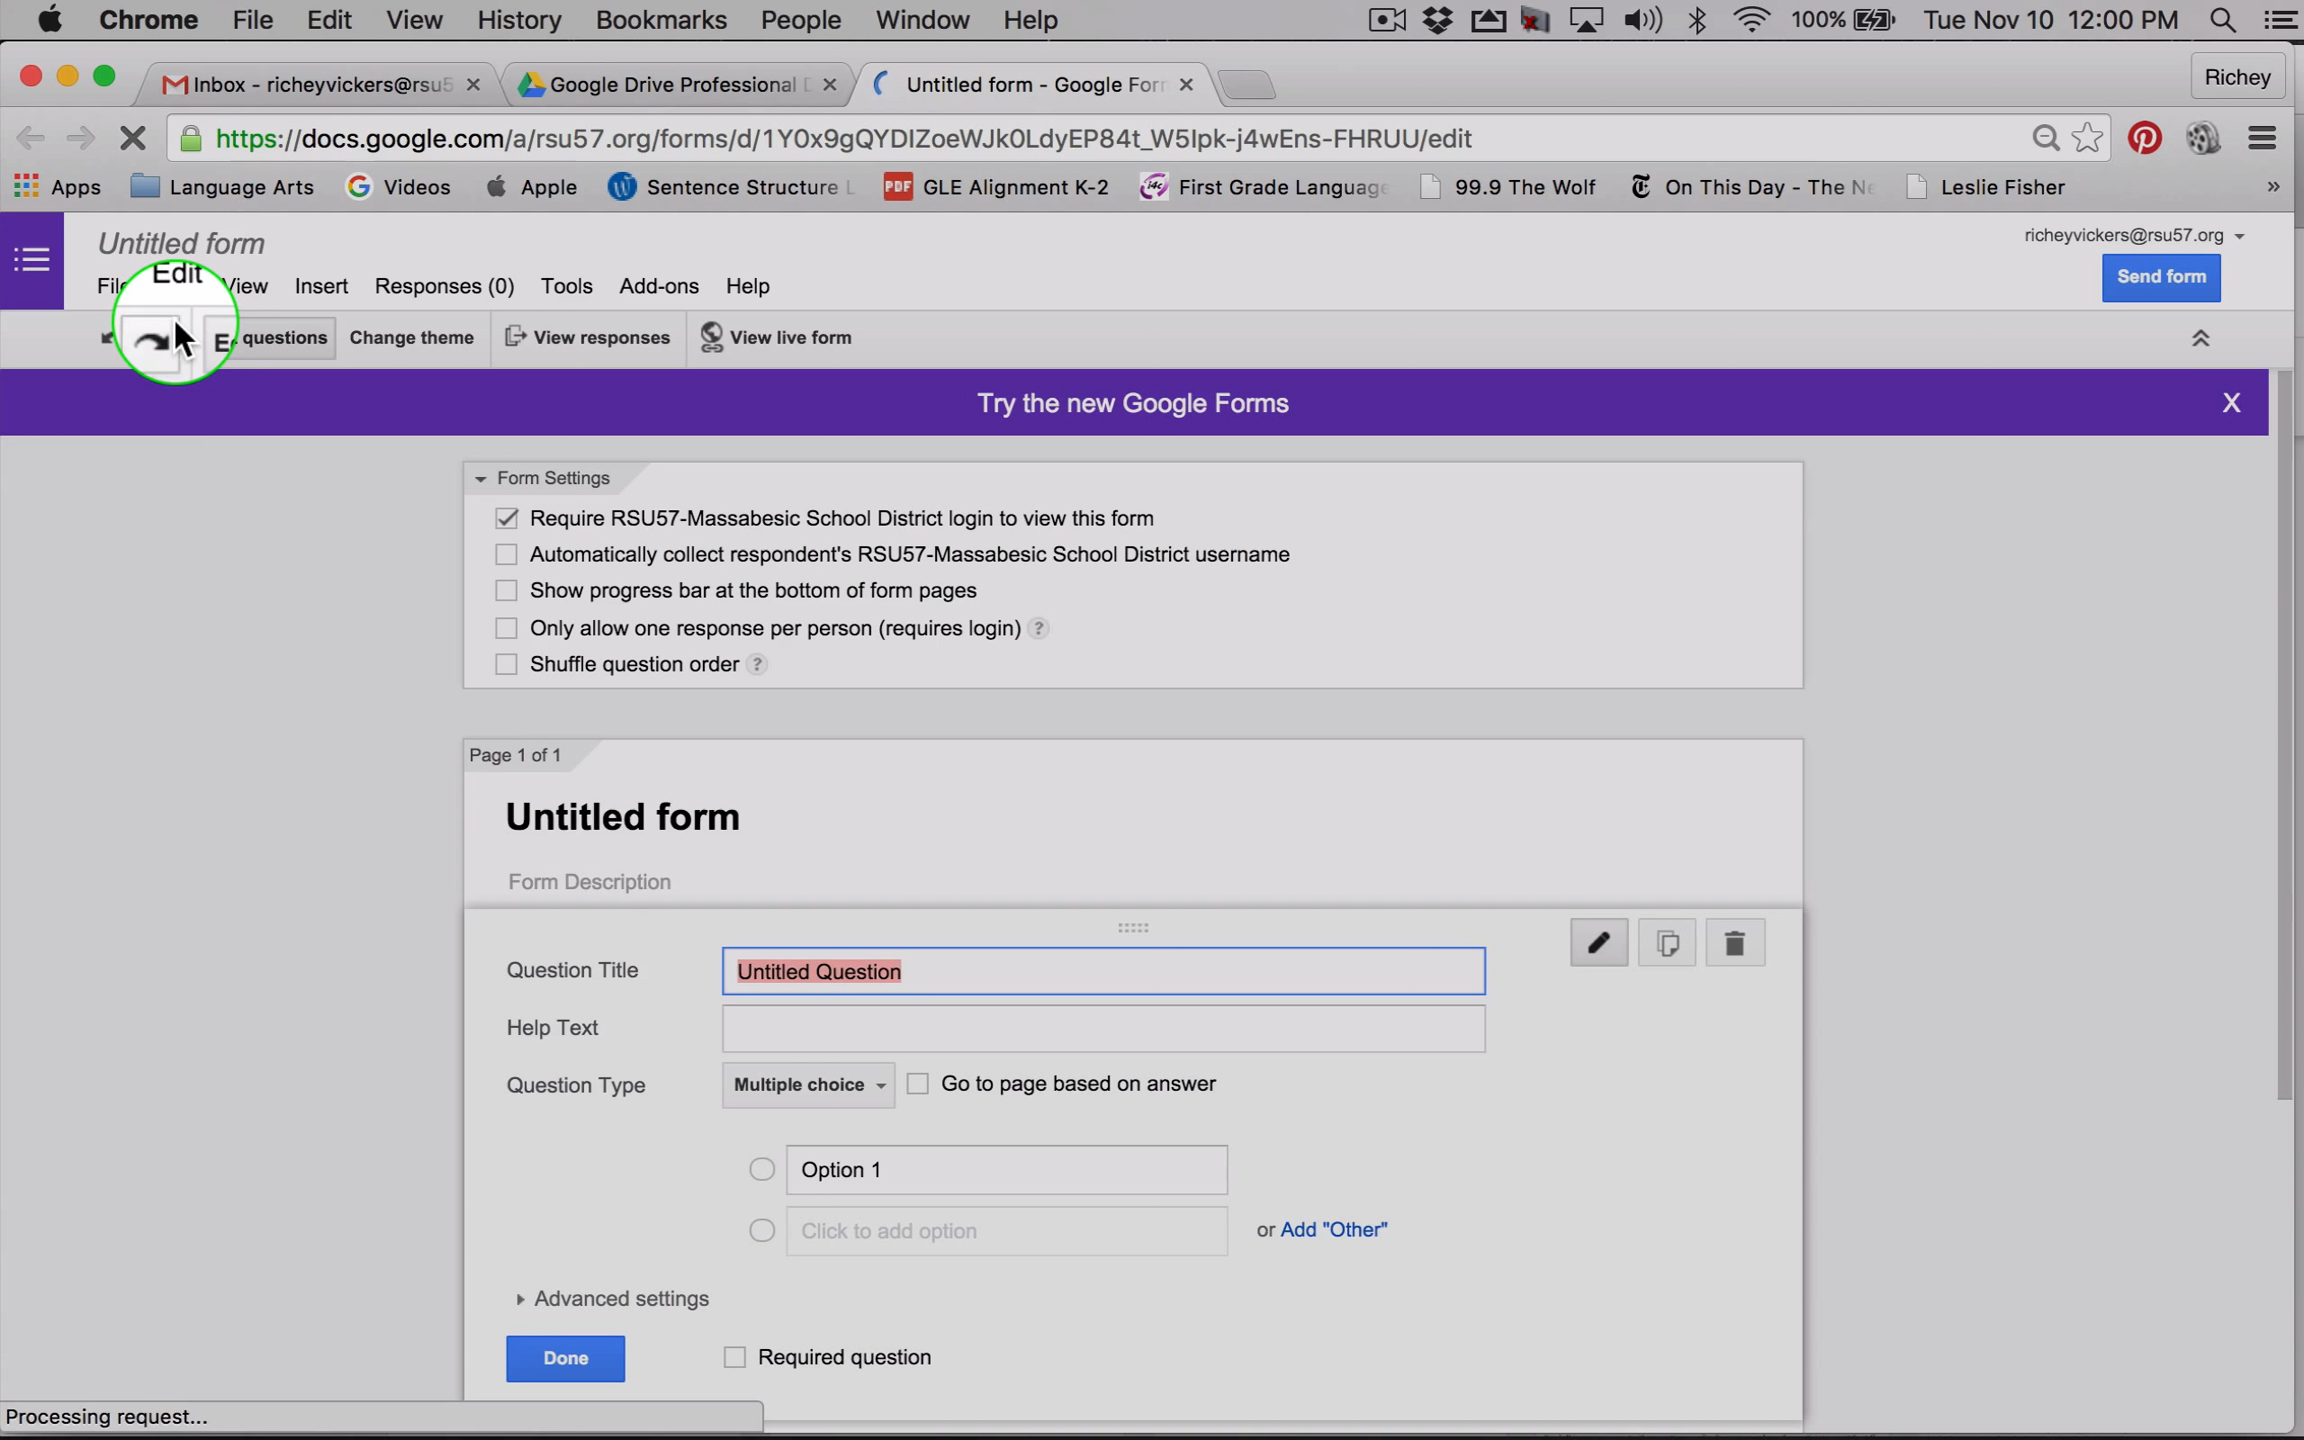 Chrome File Edit View History Bookmarks People Window Help 100% Tue Nov 10 12:00 PM
Inbox - richeyvickers@rsu5 Google Drive Professional D Untitled form - Google For Richey
https://docs.google.com/a/rsu57.org/forms/d/1Y0x9gQYDIZoeWJk0LdyEP84t_W5Ipk-j4wEns-FHRUU/edit
Apps Language Arts Videos Apple Sentence Structure L PDF GLE Alignment K-2 First Grade Language 99.9 The Wolf On This Day - The Ne Leslie Fisher »
Untitled form richeyvickers@rsu57.org
File Edit View Insert Responses (0) Tools Add-ons Help Send form
questions Change theme View responses View live form
Try the new Google Forms X
Form Settings
Require RSU57-Massabesic School District login to view this form
Automatically collect respondent's RSU57-Massabesic School District username
Show progress bar at the bottom of form pages
Only allow one response per person (requires login) ?
Shuffle question order ?
Page 1 of 1
Untitled form
Form Description
Question Title Untitled Question
Help Text
Question Type Multiple choice Go to page based on answer
Option 1
Click to add option or Add "Other"
Advanced settings
Done Required question
Processing request...